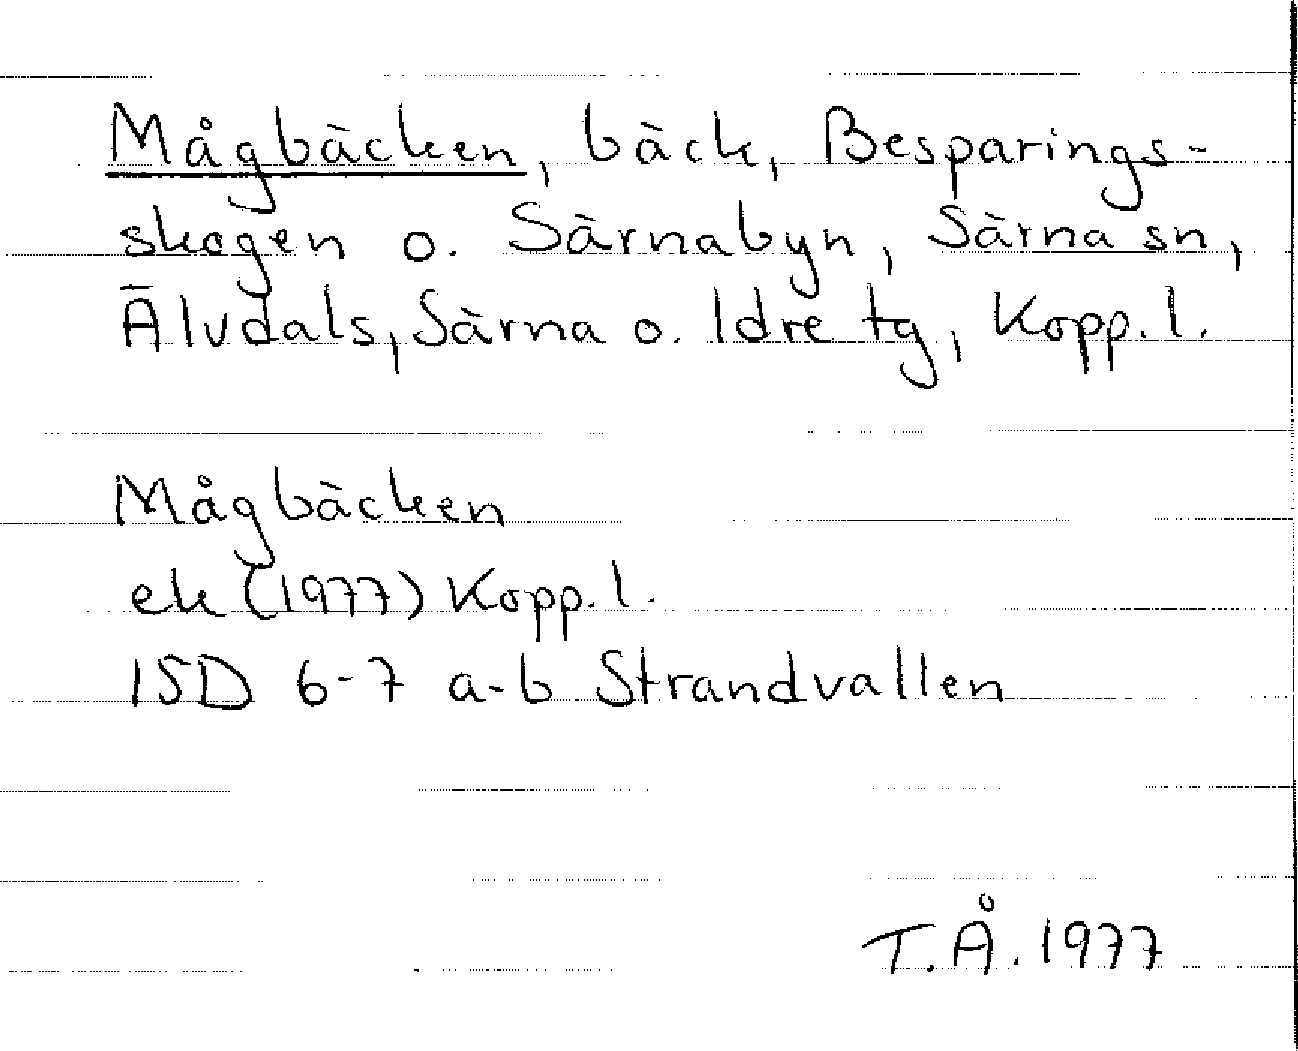 Mågbäcken, bäck, Besparings-
skogen o. Särnabyn, Särna sn,
Älvdals, Särna o. Idre tg, Kopp. l.
Mågbäcken
ek (1977) Kopp. l.
15D 6-7 a-b Strandvallen
T.Å. 1977